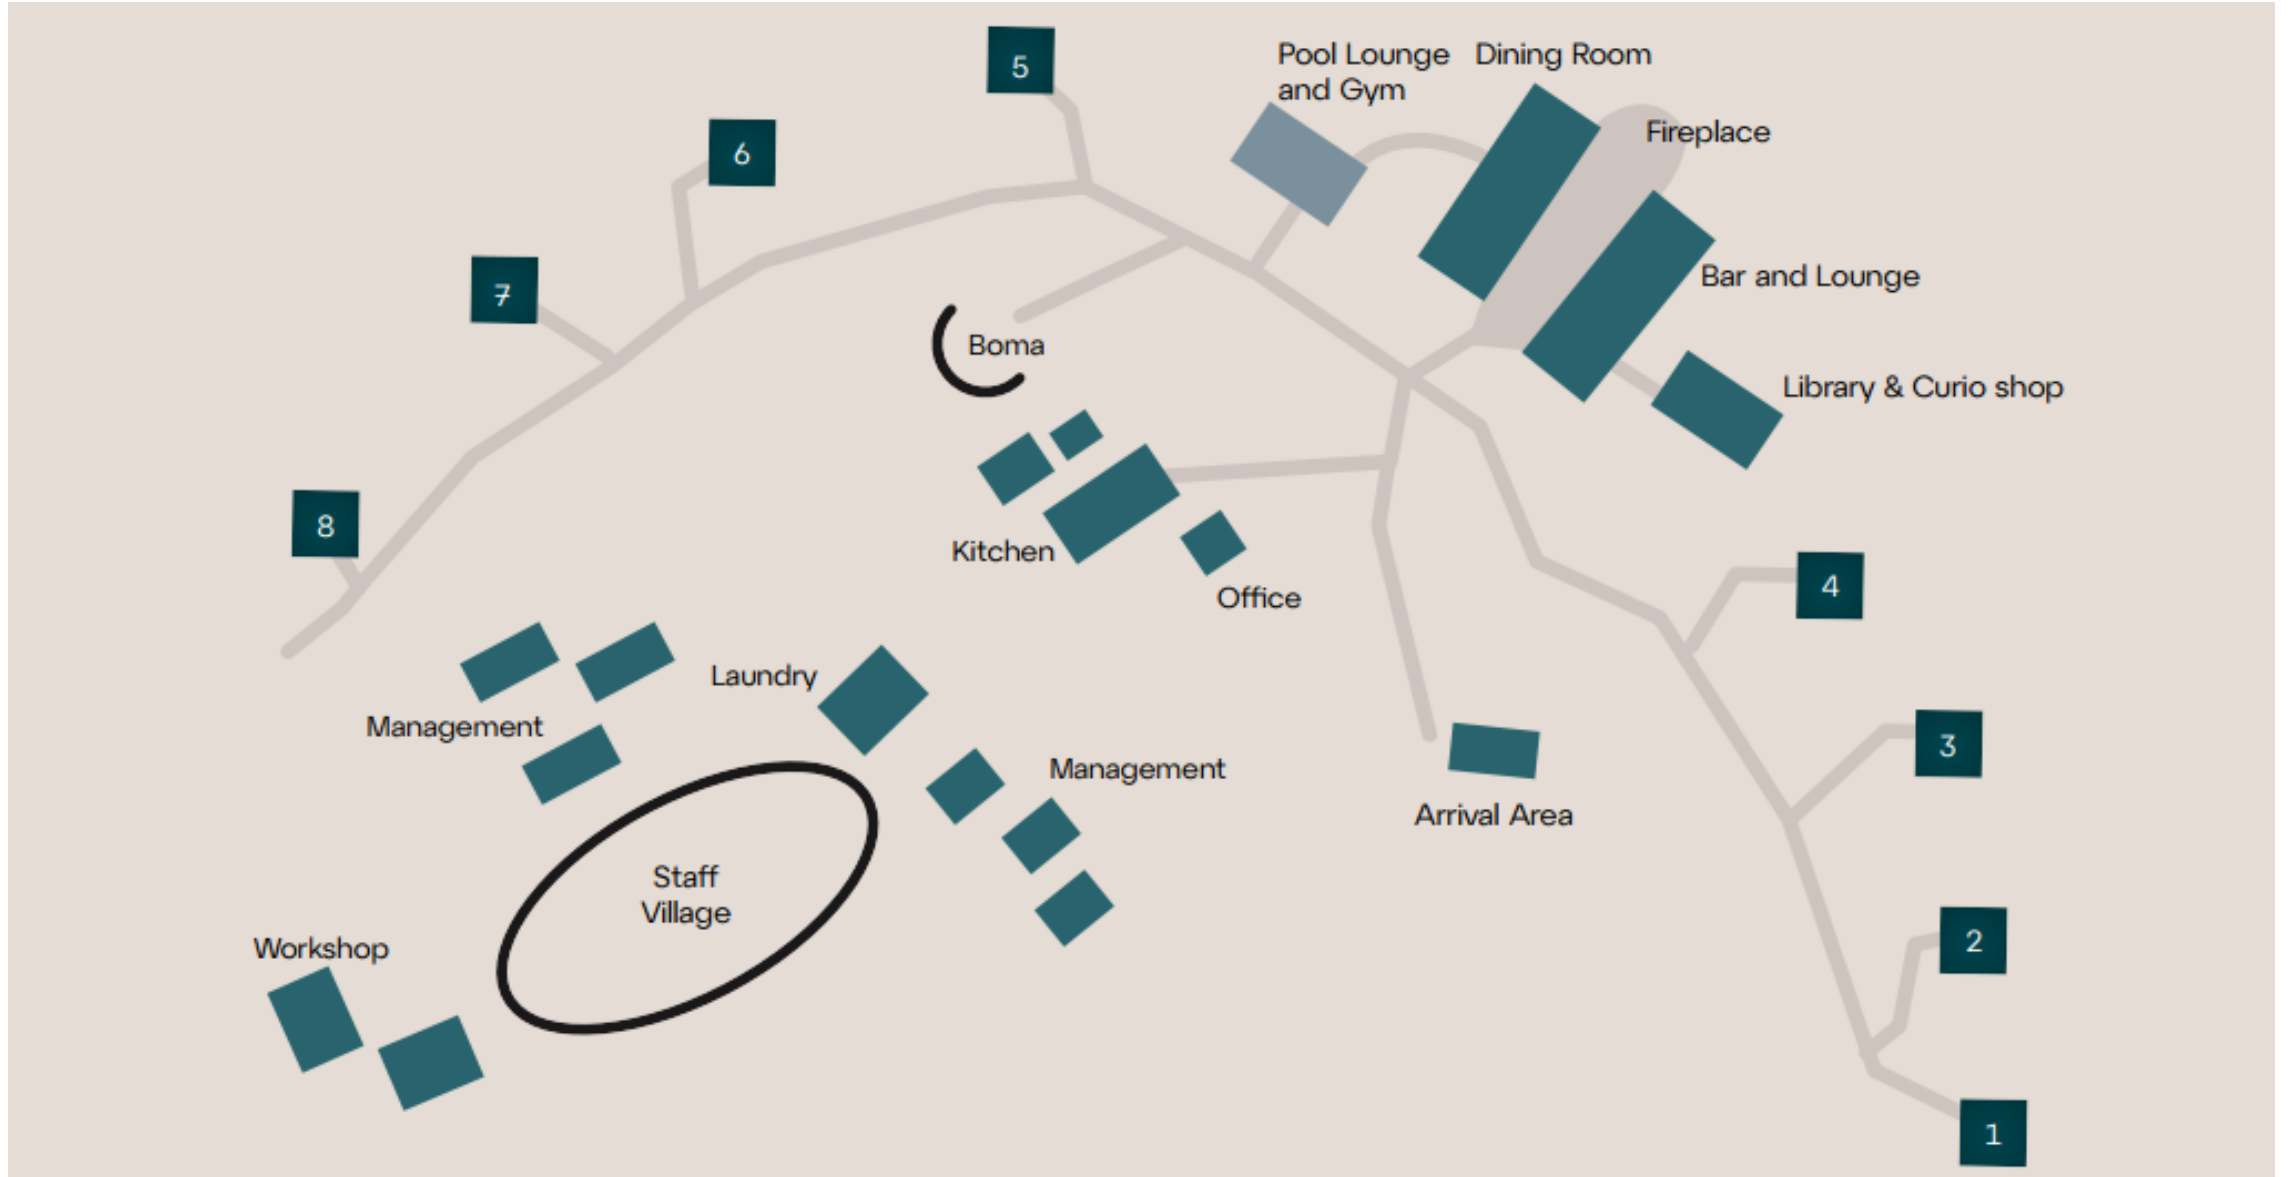 5
Pool Lounge
and Gym
Dining Room
Fireplace
6
7
Bar and Lounge
Boma
Library & Curio shop
8
Kitchen
Office
4
Laundry
Management
3
Management
Arrival Area
Staff
Village
2
Workshop
1